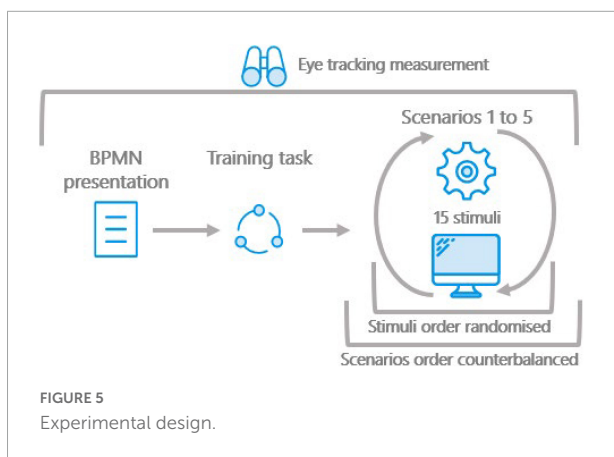 Eye tracking measurement
BPMN
presentation
Training task
Scenarios 1 to 5
15 stimuli
Stimuli order randomised
Scenarios order counterbalanced
FIGURE 5
Experimental design.